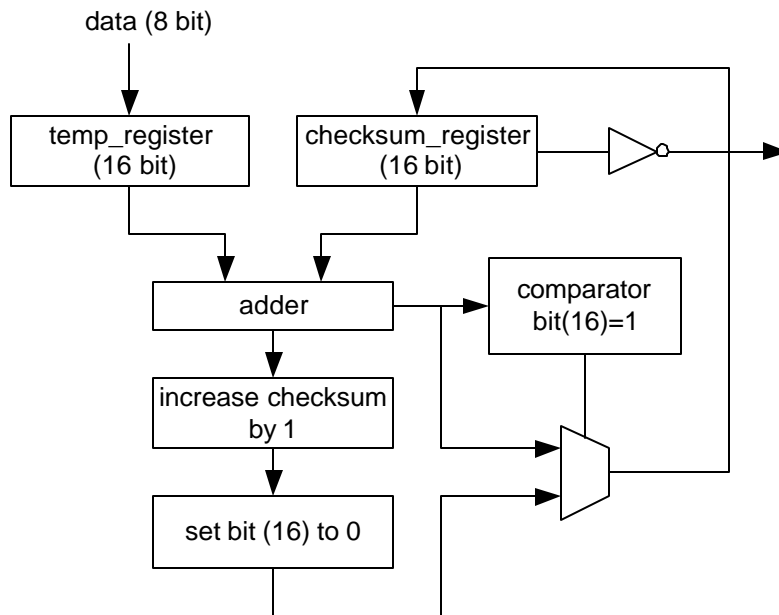 data (8 bit)
temp_register
(16 bit)
checksum_register
(16 bit)
adder
comparator
bit(16)=1
increase checksum
by 1
set bit (16) to 0